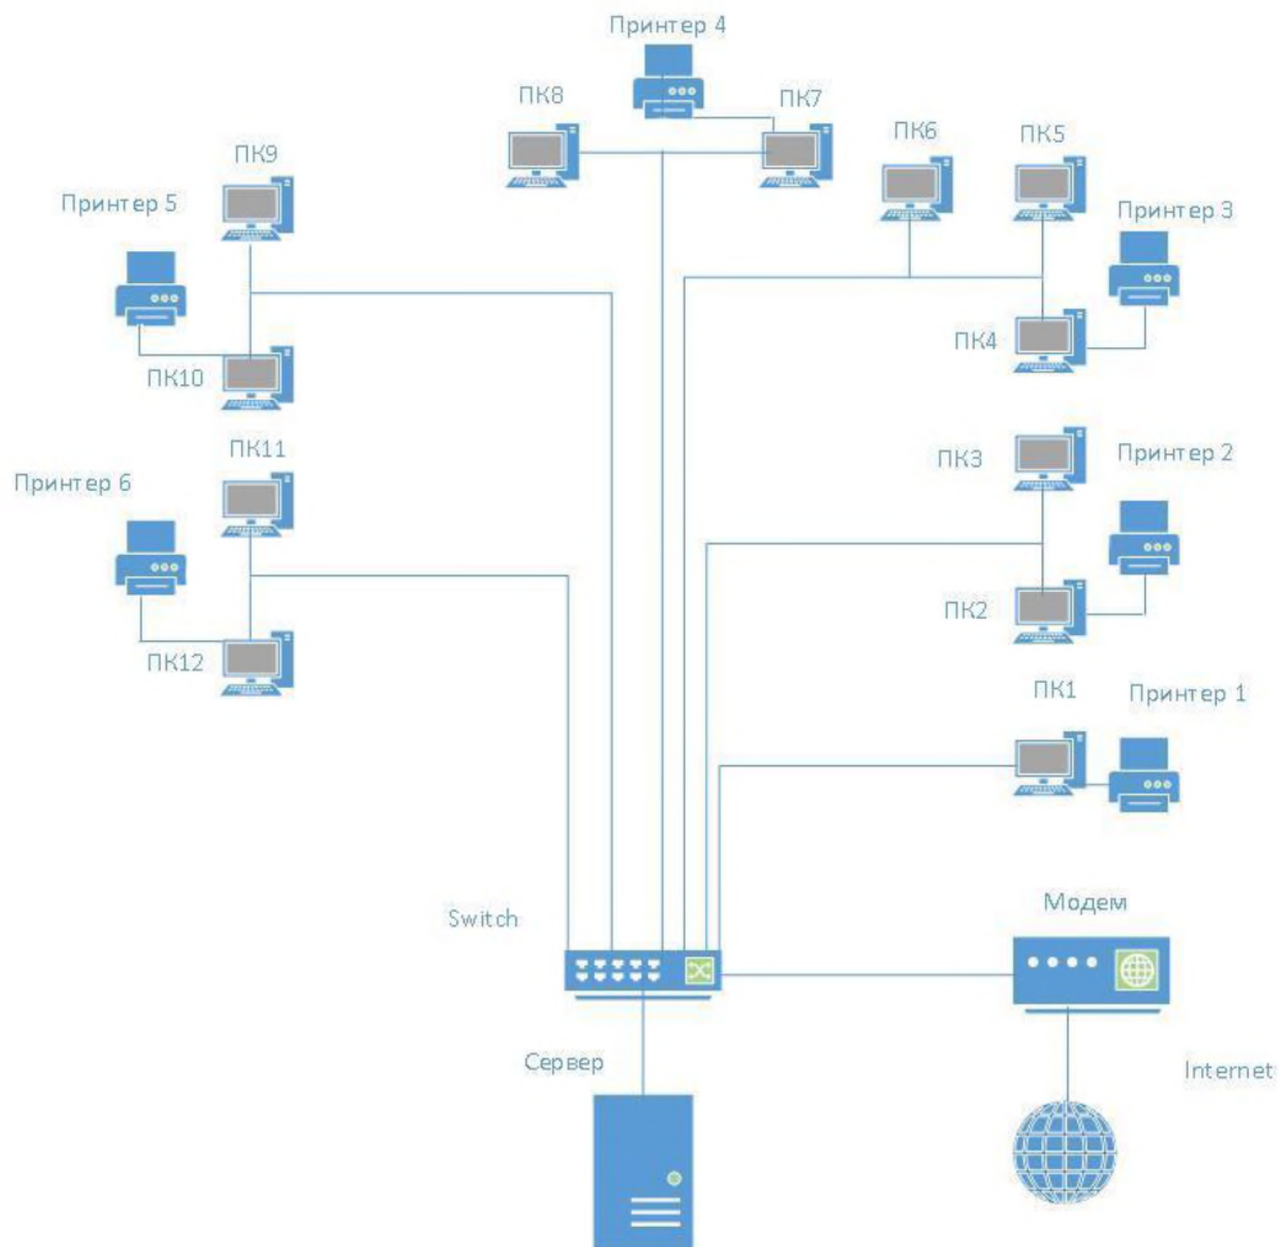 Принтер 4
ПК8
ПК7
ПК6
ПК5
ПК9
Принтер 5
Принтер 3
ПК4
ПК10
ПК11
Принтер 6
ПК3
Принтер 2
ПК2
ПК12
ПК1
Принтер 1
Switch
Модем
Сервер
Internet